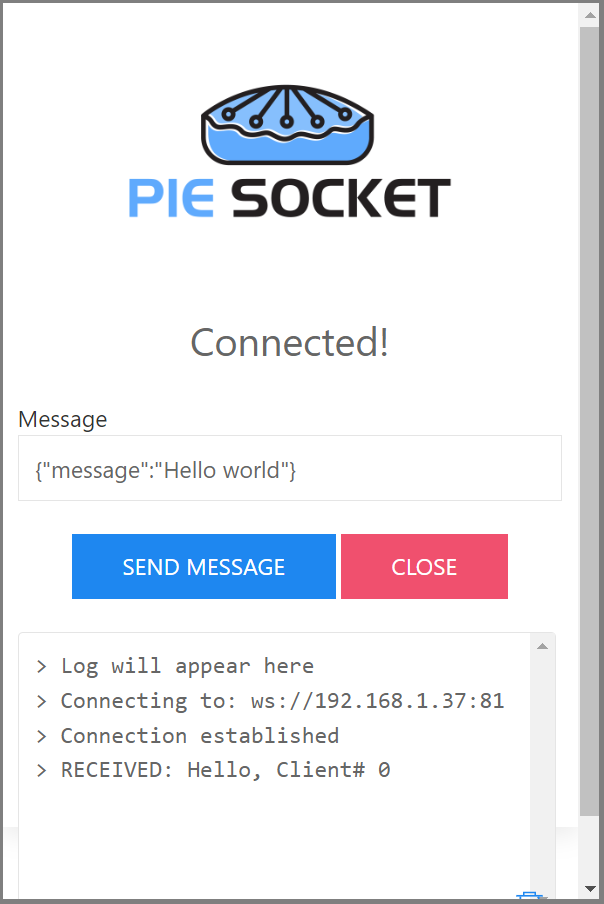 PIE SOCKET
Connected!
Message
{"message":"Hello world"}
SEND MESSAGE
CLOSE
> Log will appear here
> Connecting to: ws://192.168.1.37:81
> Connection established
> RECEIVED: Hello, Client# 0